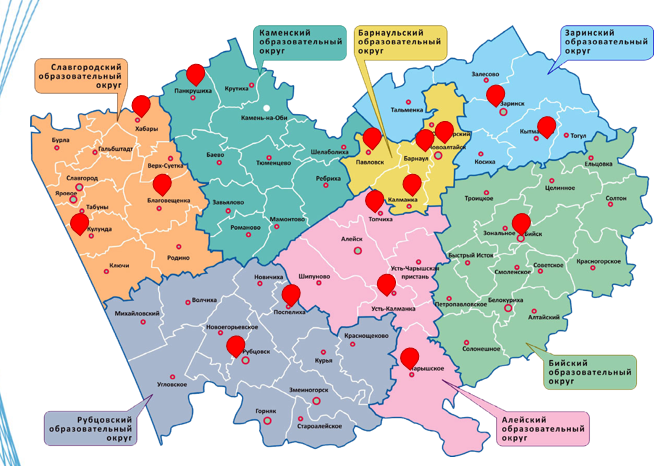 Каменский
образовательный
округ
Барнаульский
образовательный
округ
Заринский
образовательный
округ
Славгородский
образовательный
округ
Панкрушиха
Крутиха
Камень-на-Оби
Хабары
Бурла
Гальбштадт
Верх-Суетка
Славгород
Яровое
Табуны
Благовещенка
Кулунда
Ключи
Родино
Баево
Тюменцево
Шелаболиха
Ребриха
Завьялово
Романово
Мамонтово
Павловск
Барнаул
Новоалтайск
Калманка
Тальменка
Залесово
Заринск
Тогул
Косиха
Ельцовка
Целинное
Солтон
Троицкое
Зональное
Бийск
Быстрый Исток
Смоленское
Советское
Красногорское
Петропавловское
Белокуриха
Алтайский
Солонешное
Топчиха
Алейск
Шипуново
Усть-Чарышская
пристань
Усть-Калманка
Чарышское
Новичиха
Поспелиха
Волчиха
Михайловский
Новоегорьевское
Рубцовск
Угловское
Краснощеково
Курья
Змеиногорск
Горняк
Староалейское
Рубцовский
образовательный
округ
Алейский
образовательный
округ
Бийский
образовательный
округ